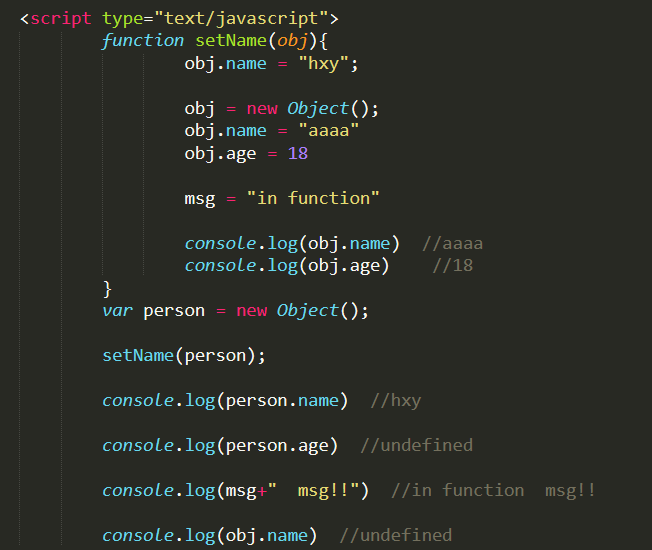 <script type="text/javascript">
function setName(obj){
obj.name = "hxy";
obj = new Object();
obj.name = "aaaa"
obj.age = 18
msg = "in function"
console.log(obj.name)  //aaaa
console.log(obj.age)   //18
}
var person = new Object();
setName(person);
console.log(person.name)  //hxy
console.log(person.age)  //undefined
console.log(msg+"  msg!!")  //in function  msg!!
console.log(obj.name)  //undefined